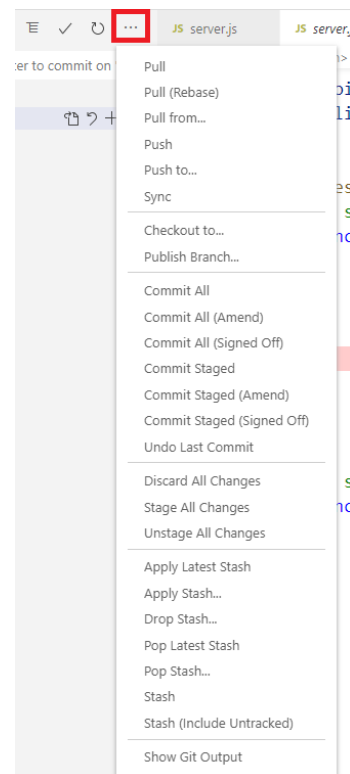 JS server.js JS server.
ter to commit on
Pull
Pull (Rebase)
Pull from...
Push
Push to...
Sync
Checkout to...
Publish Branch...
Commit All
Commit All (Amend)
Commit All (Signed Off)
Commit Staged
Commit Staged (Amend)
Commit Staged (Signed Off)
Undo Last Commit
Discard All Changes
Stage All Changes
Unstage All Changes
Apply Latest Stash
Apply Stash...
Drop Stash...
Pop Latest Stash
Pop Stash...
Stash
Stash (Include Untracked)
Show Git Output